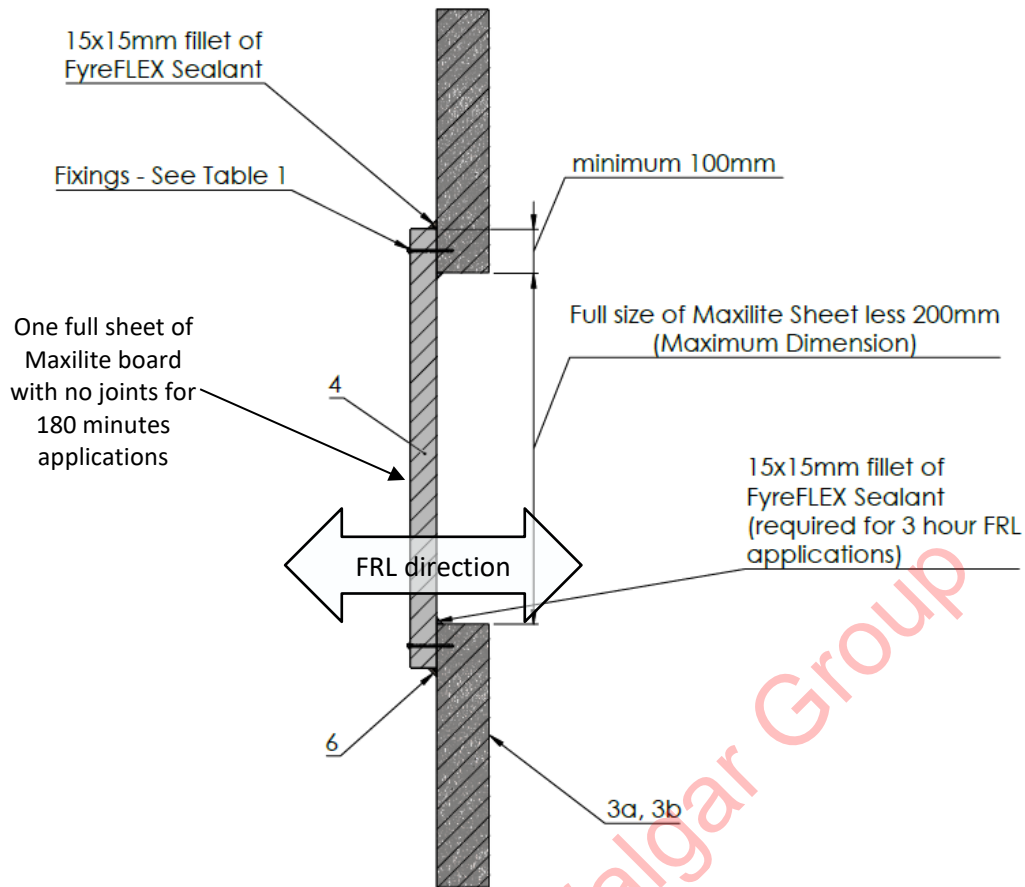 15x15mm fillet of
FyreFLEX Sealant
Fixings - See Table 1
minimum 100mm
Full size of Maxilite Sheet less 200mm
(Maximum Dimension)
One full sheet of
Maxilite board
with no joints for
180 minutes
applications
4
15x15mm fillet of
FyreFLEX Sealant
(required for 3 hour FRL
applications)
FRL direction
6
3a, 3b
algar Group